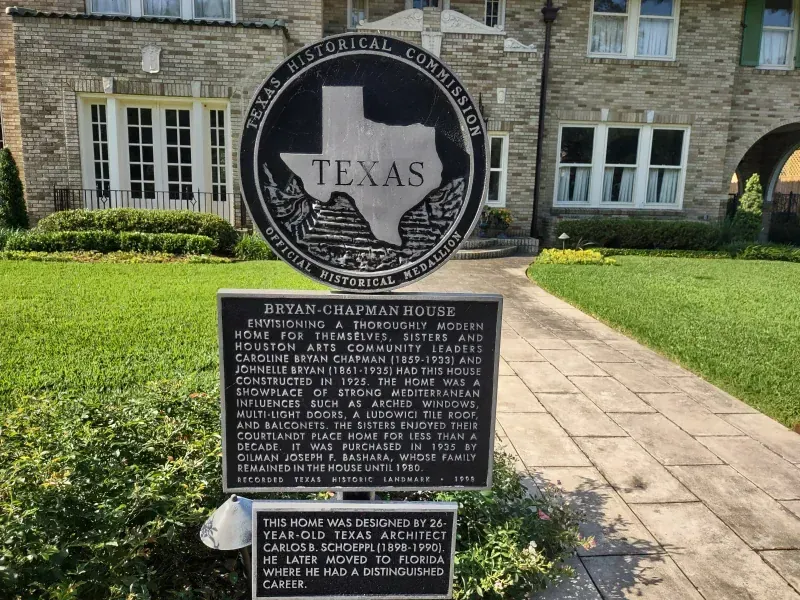 TEXAS HISTORICAL COMMISSION
TEXAS
OFFICIAL HISTORICAL MEDALLION
BRYAN-CHAPMAN HOUSE
ENVISIONING A THOROUGHLY MODERN
HOME FOR THEMSELVES, SISTERS AND
HOUSTON ARTS COMMUNITY LEADERS
CAROLINE BRYAN CHAPMAN (1859-1933) AND
JOHNELLE BRYAN (1861-1935) HAD THIS HOUSE
CONSTRUCTED IN 1925. THE HOME WAS A
SHOWPLACE OF STRONG MEDITERRANEAN
INFLUENCES SUCH AS ARCHED WINDOWS,
MULTI-LIGHT DOORS, A LUDOWICI TILE ROOF,
AND BALCONETS. THE SISTERS ENJOYED THEIR
COURTLANDT PLACE HOME FOR LESS THAN A
DECADE. IT WAS PURCHASED IN 1935 BY
OILMAN JOSEPH F. BASHARA, WHOSE FAMILY
REMAINED IN THE HOUSE UNTIL 1980.
RECORDED TEXAS HISTORIC LANDMARK • 1998
THIS HOME WAS DESIGNED BY 26-
YEAR-OLD TEXAS ARCHITECT
CARLOS B. SCHOEPPL (1898-1990).
HE LATER MOVED TO FLORIDA
WHERE HE HAD A DISTINGUISHED
CAREER.